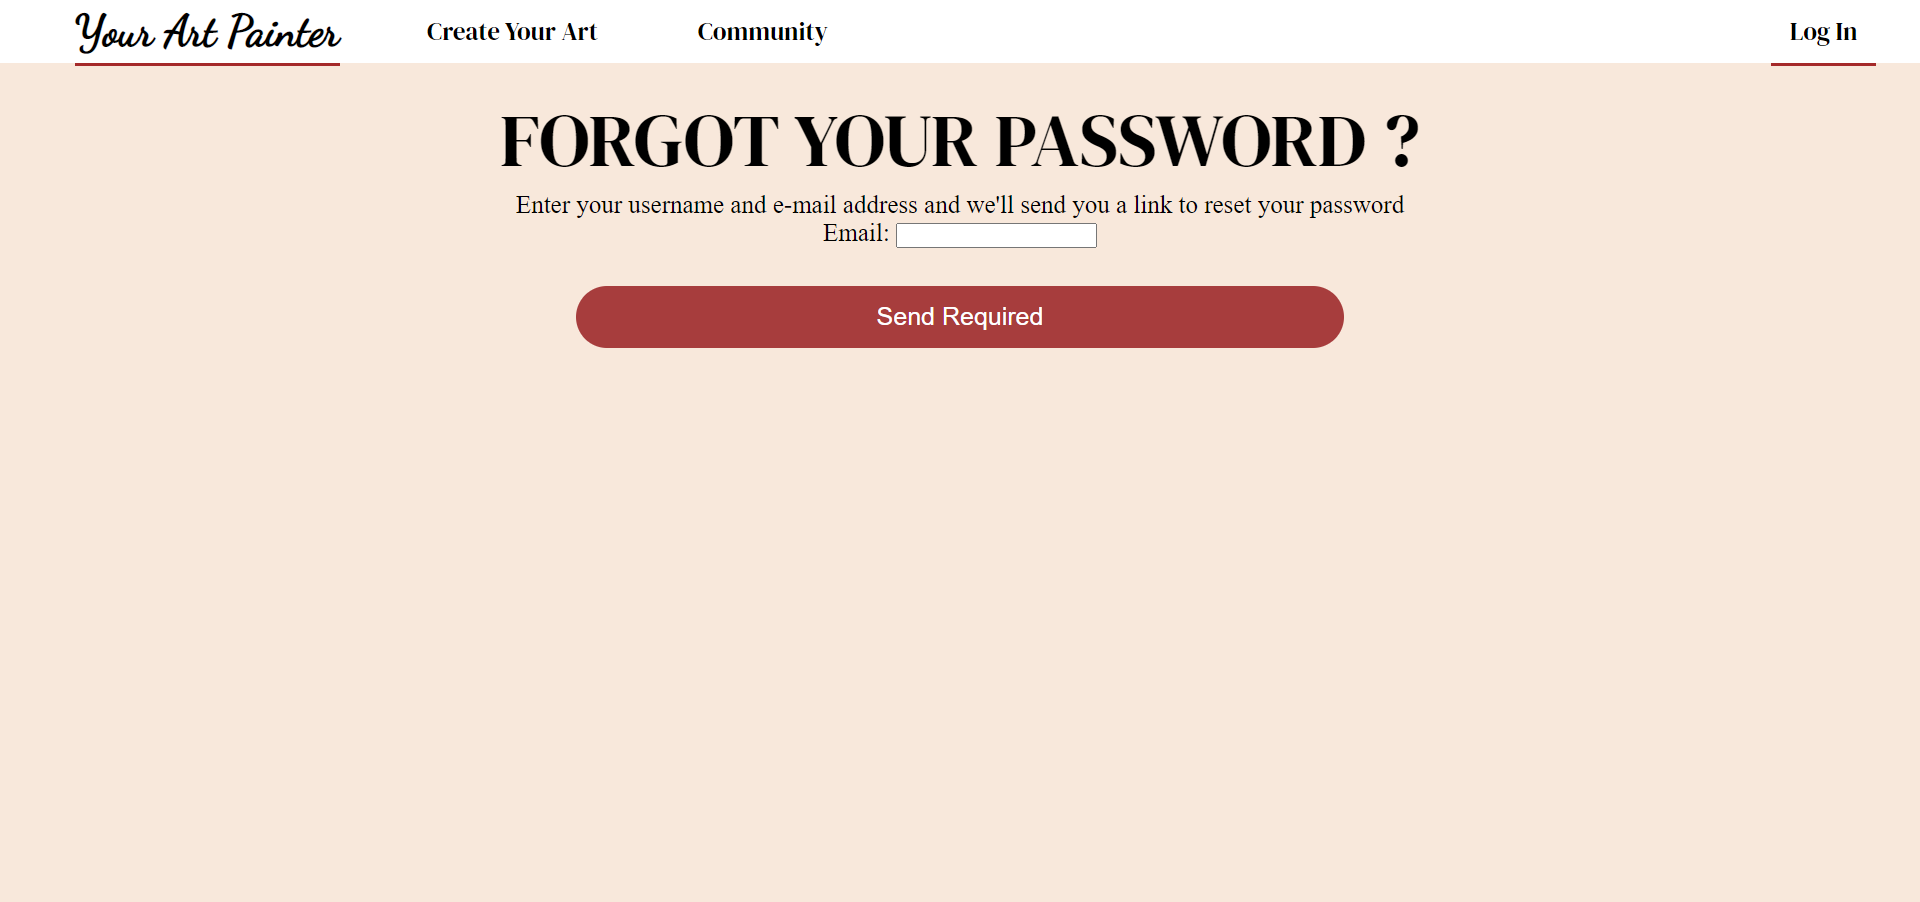 Your Art Painter
Create Your Art
Community
Log In
FORGOT YOUR PASSWORD ?
Enter your username and e-mail address and we'll send you a link to reset your password
Email:
Send Required